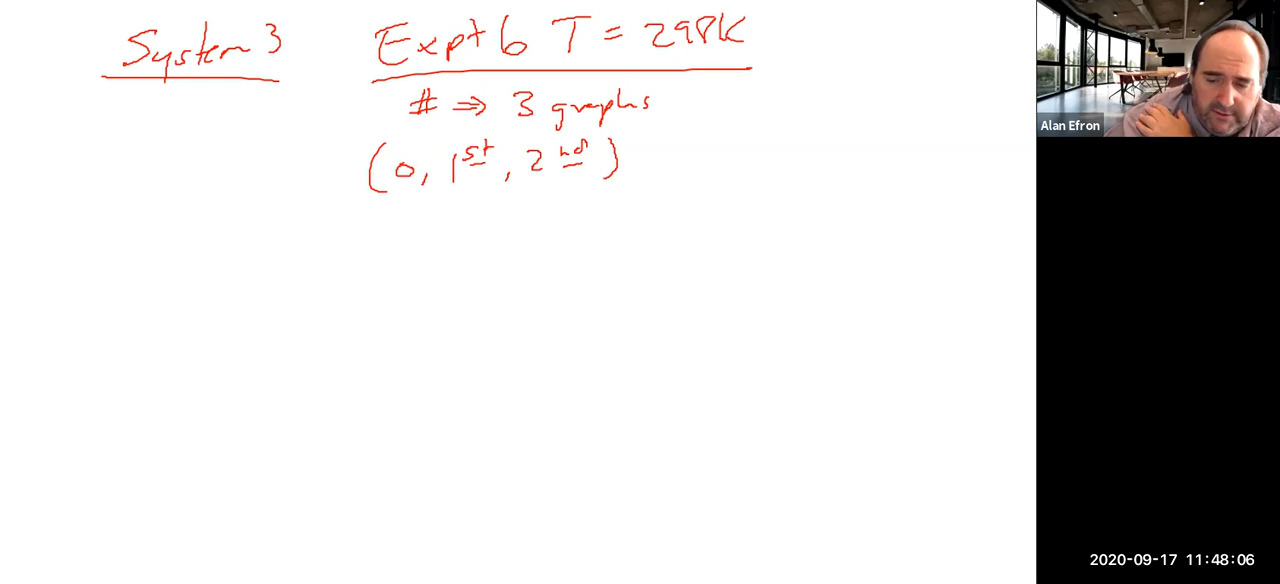 System 3 Expt 6 T = 298K
# ⇒ 3 graphs
(0, 1st, 2nd)
Alan Efron
2020-09-17 11:48:06